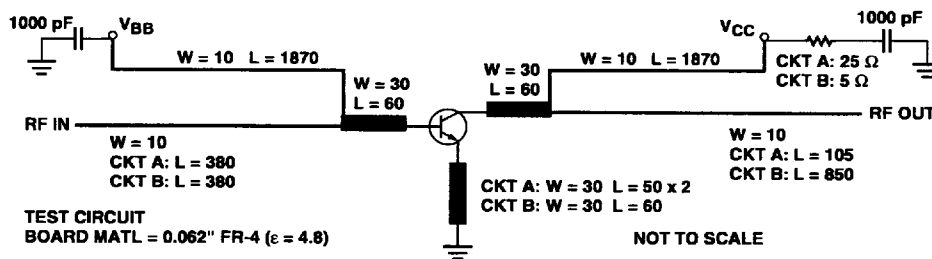 1000 pF
VBB
W = 10 L = 1870
W = 30
L = 60
RF IN
W = 10
CKT A: L = 380
CKT B: L = 380
W = 30
L = 60
W = 10 L = 1870
VCC
1000 pF
CKT A: 25 Ω
CKT B: 5 Ω
RF OUT
W = 10
CKT A: L = 105
CKT B: L = 850
CKT A: W = 30 L = 50 x 2
CKT B: W = 30 L = 60
TEST CIRCUIT
BOARD MATL = 0.062" FR-4 (ε = 4.8)
NOT TO SCALE